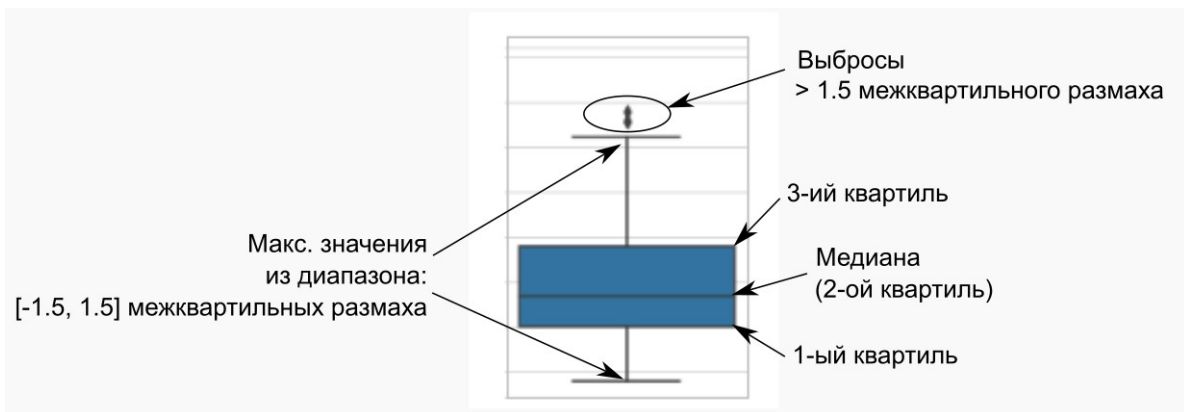 Выбросы
> 1.5 межквартильного размаха
3-ий квартиль
Макс. значения
из диапазона:
[-1.5, 1.5] межквартильных размаха
Медиана
(2-ой квартиль)
1-ый квартиль